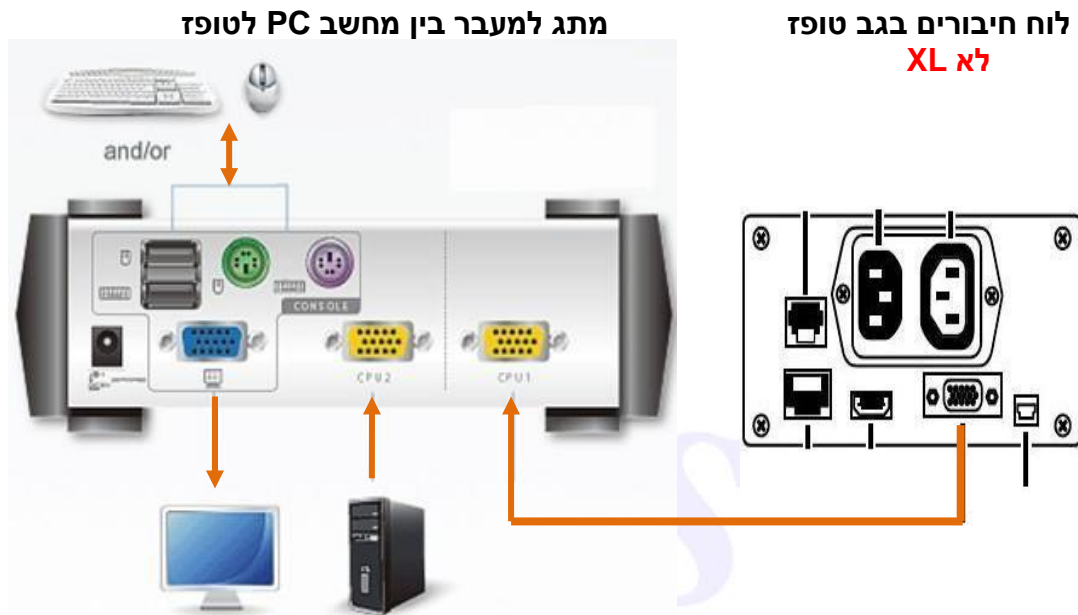 מתג למעבר בין מחשב PC לטופז
לוח חיבורים בגב טופז
לא XL
and/or
CONSOLE
CPU2
CPU1